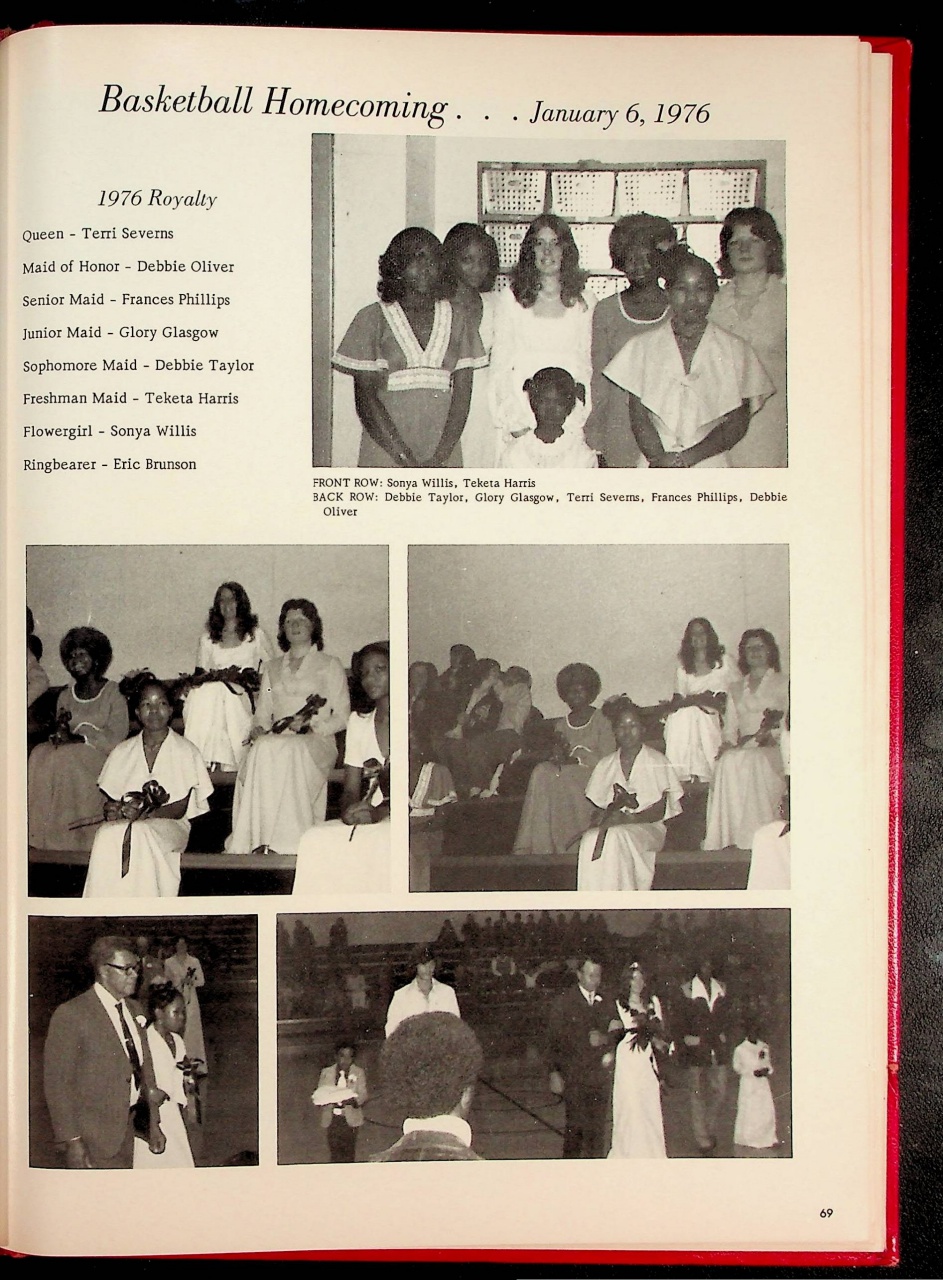 Basketball Homecoming . . . January 6, 1976
1976 Royalty
Queen - Terri Severns
Maid of Honor - Debbie Oliver
Senior Maid - Frances Phillips
Junior Maid - Glory Glasgow
Sophomore Maid - Debbie Taylor
Freshman Maid - Teketa Harris
Flowergirl - Sonya Willis
Ringbearer - Eric Brunson
FRONT ROW: Sonya Willis, Teketa Harris
BACK ROW: Debbie Taylor, Glory Glasgow, Terri Severns, Frances Phillips, Debbie
Oliver
69